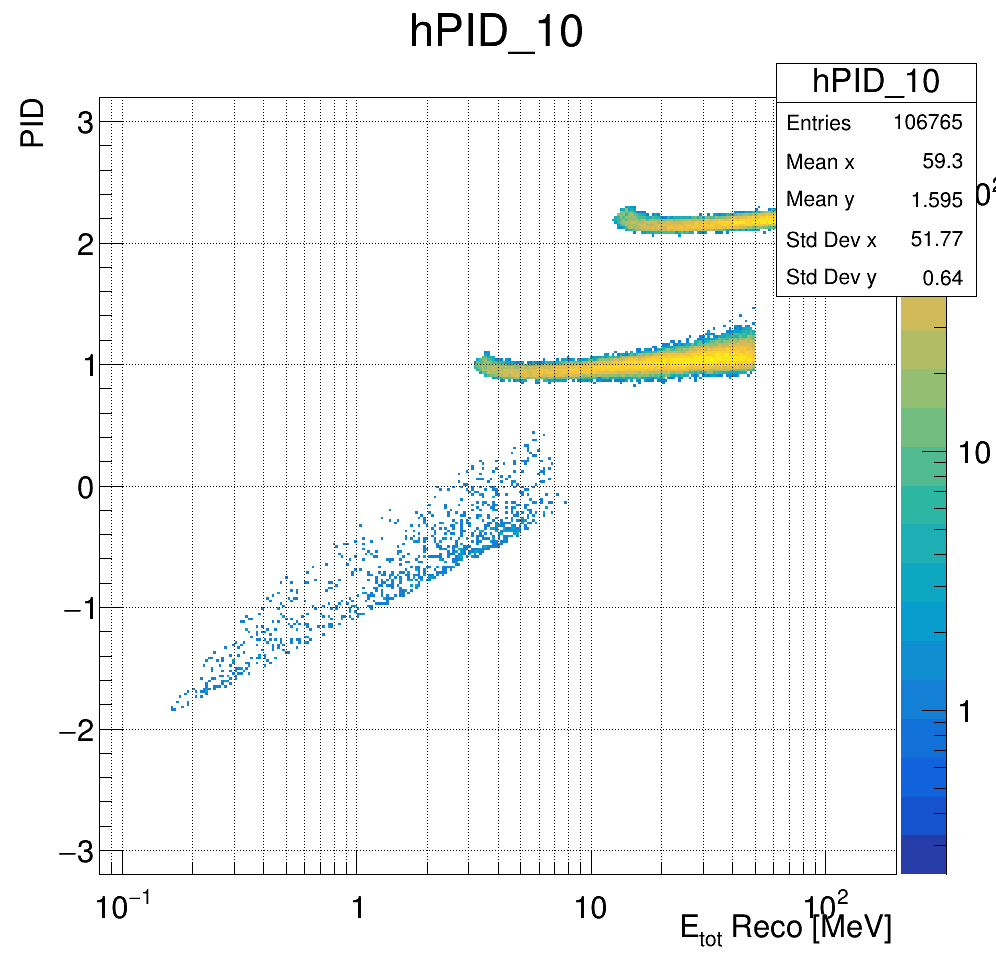 hPID_10
PID
hPID_10
Entries 106765
Mean x 59.3
Mean y 1.595
Std Dev x 51.77
Std Dev y 0.64
3
2
1
0
−1
−2
−3
10
1
10⁻¹ 1 10 10²
E_tot Reco [MeV]